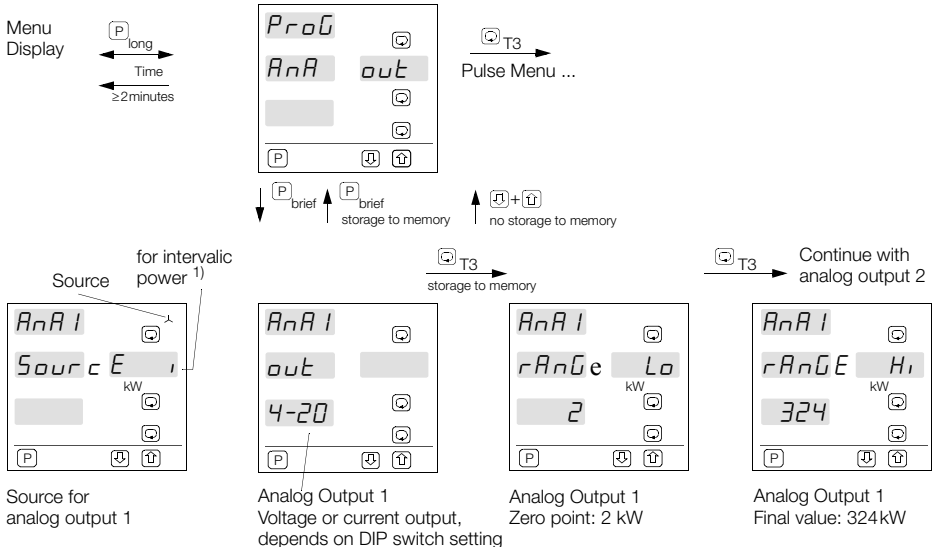 Menu
Display
P long
Time
≥2minutes
ProG
AnA out
P
T3
Pulse Menu ...
P brief
P brief
storage to memory
+
no storage to memory
Source
for intervalic
power 1)
T3
storage to memory
T3
Continue with
analog output 2
AnA1
SourcE ı
kW
P
Source for
analog output 1
AnA1
out
4-20
P
Analog Output 1
Voltage or current output,
depends on DIP switch setting
AnA1
rAnGe Lo
kW
2
P
Analog Output 1
Zero point: 2 kW
AnA1
rAnGE Hı
kW
324
P
Analog Output 1
Final value: 324kW